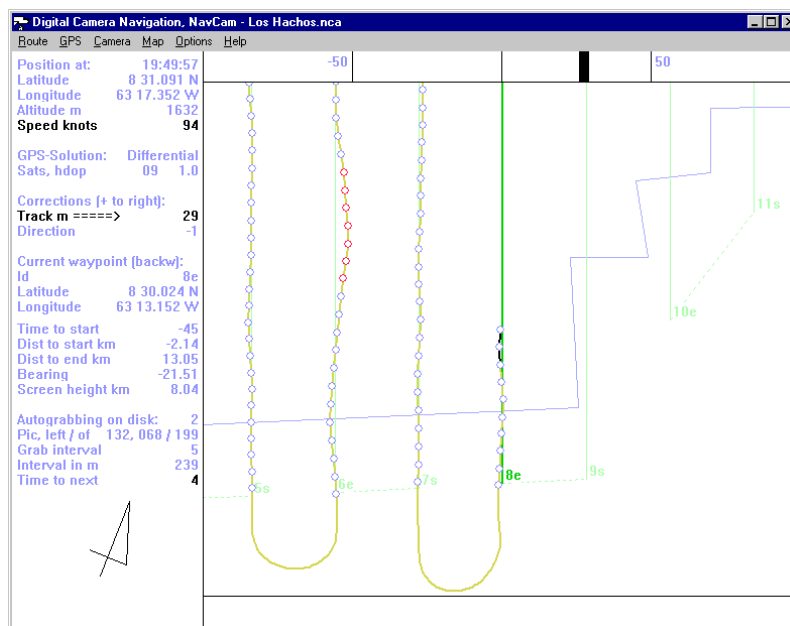 Digital Camera Navigation, NavCam - Los Hachos.nca
Route GPS Camera Map Options Help
Position at: 19:49:57
Latitude 8 31.091 N
Longitude 63 17.352 W
Altitude m 1632
Speed knots 94
GPS-Solution: Differential
Sats, hdop 09 1.0
Corrections (+ to right):
Track m =====> 29
Direction -1
Current waypoint (backw):
Id 8e
Latitude 8 30.024 N
Longitude 63 13.152 W
Time to start -45
Dist to start km -2.14
Dist to end km 13.05
Bearing -21.51
Screen height km 8.04
Autograbbing on disk: 2
Pic, left / of 132, 068 / 199
Grab interval 5
Interval in m 239
Time to next 4
-50 50
11s
10e
5s 6e 7s 8e 9s